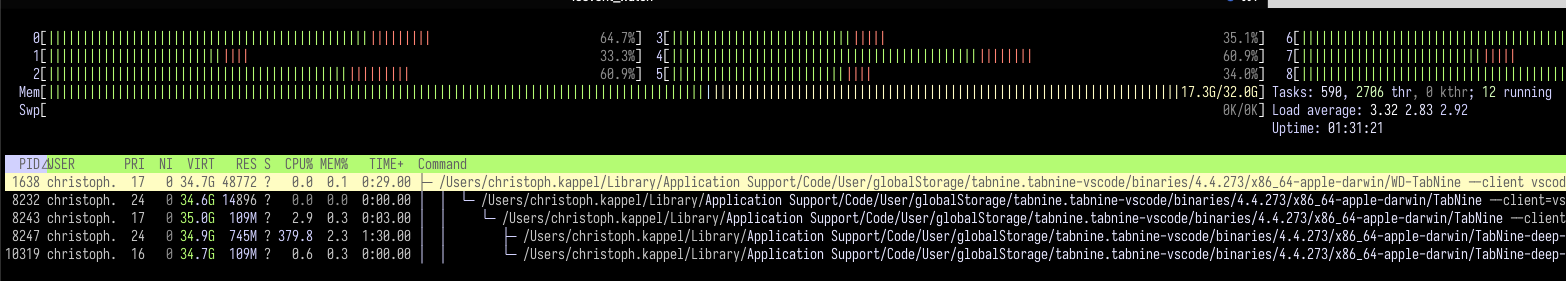 0[ 64.7%] 3[ 35.1%] 6[
1[ 33.3%] 4[ 60.9%] 7[
2[ 60.9%] 5[ 34.0%] 8[
Mem[ 17.3G/32.0G] Tasks: 590, 2706 thr, 0 kthr; 12 running
Swp[ 0K/0K] Load average: 3.32 2.83 2.92
Uptime: 01:31:21
PID△USER PRI NI VIRT RES S CPU% MEM% TIME+ Command
1638 christoph. 17 0 34.7G 48772 ? 0.0 0.1 0:29.00 ├─ /Users/christoph.kappel/Library/Application Support/Code/User/globalStorage/tabnine.tabnine-vscode/binaries/4.4.273/x86_64-apple-darwin/WD-TabNine --client vscod
8232 christoph. 24 0 34.6G 14896 ? 0.0 0.0 0:00.00 │ │ └─ /Users/christoph.kappel/Library/Application Support/Code/User/globalStorage/tabnine.tabnine-vscode/binaries/4.4.273/x86_64-apple-darwin/TabNine --client=vs
8243 christoph. 17 0 35.0G 109M ? 2.9 0.3 0:03.00 │ │ └─ /Users/christoph.kappel/Library/Application Support/Code/User/globalStorage/tabnine.tabnine-vscode/binaries/4.4.273/x86_64-apple-darwin/TabNine --client
8247 christoph. 24 0 34.9G 745M ? 379.8 2.3 1:30.00 │ │ ├─ /Users/christoph.kappel/Library/Application Support/Code/User/globalStorage/tabnine.tabnine-vscode/binaries/4.4.273/x86_64-apple-darwin/TabNine-deep-
10319 christoph. 16 0 34.7G 109M ? 0.6 0.3 0:00.00 │ │ └─ /Users/christoph.kappel/Library/Application Support/Code/User/globalStorage/tabnine.tabnine-vscode/binaries/4.4.273/x86_64-apple-darwin/TabNine-deep-